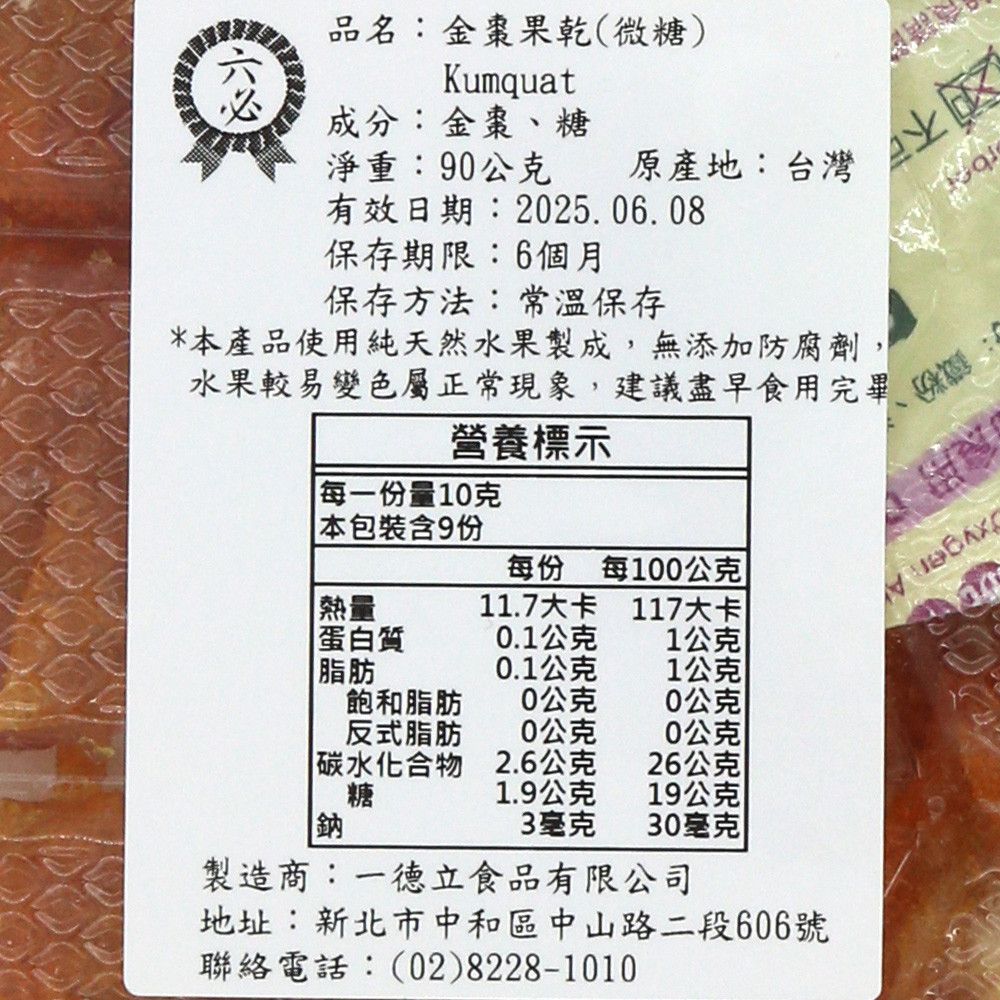 六必
品名：金棗果乾(微糖)
Kumquat
成分：金棗、糖
淨重：90公克 原產地：台灣
有效日期：2025.06.08
保存期限：6個月
保存方法：常溫保存
*本產品使用純天然水果製成，無添加防腐劑，
水果較易變色屬正常現象，建議盡早食用完畢
營養標示
每一份量10克
本包裝含9份
每份 每100公克
熱量 11.7大卡 117大卡
蛋白質 0.1公克 1公克
脂肪 0.1公克 1公克
飽和脂肪 0公克 0公克
反式脂肪 0公克 0公克
碳水化合物 2.6公克 26公克
糖 1.9公克 19公克
鈉 3毫克 30毫克
製造商：一德立食品有限公司
地址：新北市中和區中山路二段606號
聯絡電話：(02)8228-1010